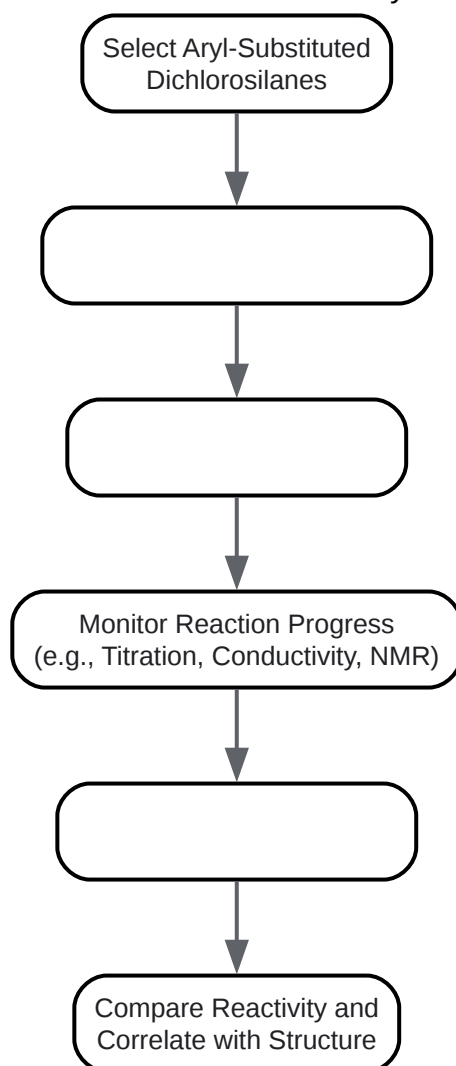 Select Aryl-Substituted
Dichlorosilanes
Monitor Reaction Progress
(e.g., Titration, Conductivity, NMR)
Compare Reactivity and
Correlate with Structure